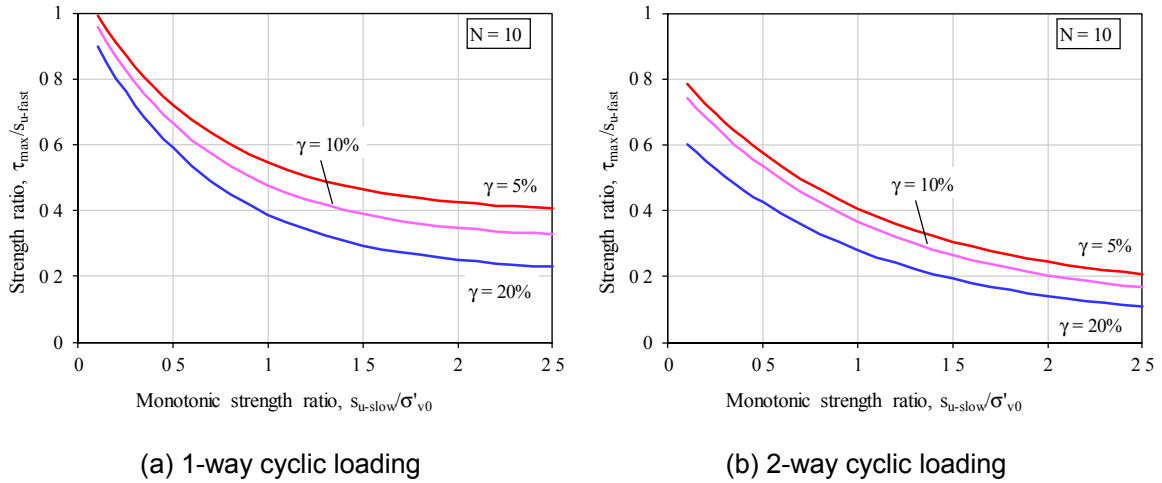 1
0 8
0 6
0 4
0 2
0
Strength ratio, τmax/su-fast
N = 10
γ = 10%
γ = 5%
γ = 20%
0 0 5 1 1 5 2 2 5
Monotonic strength ratio, su-slow/σ'v0
(a) 1-way cyclic loading
1
0 8
0 6
0 4
0 2
0
Strength ratio, τmax/su-fast
N = 10
γ = 10%
γ = 5%
γ = 20%
0 0 5 1 1 5 2 2 5
Monotonic strength ratio, su-slow/σ'v0
(b) 2-way cyclic loading